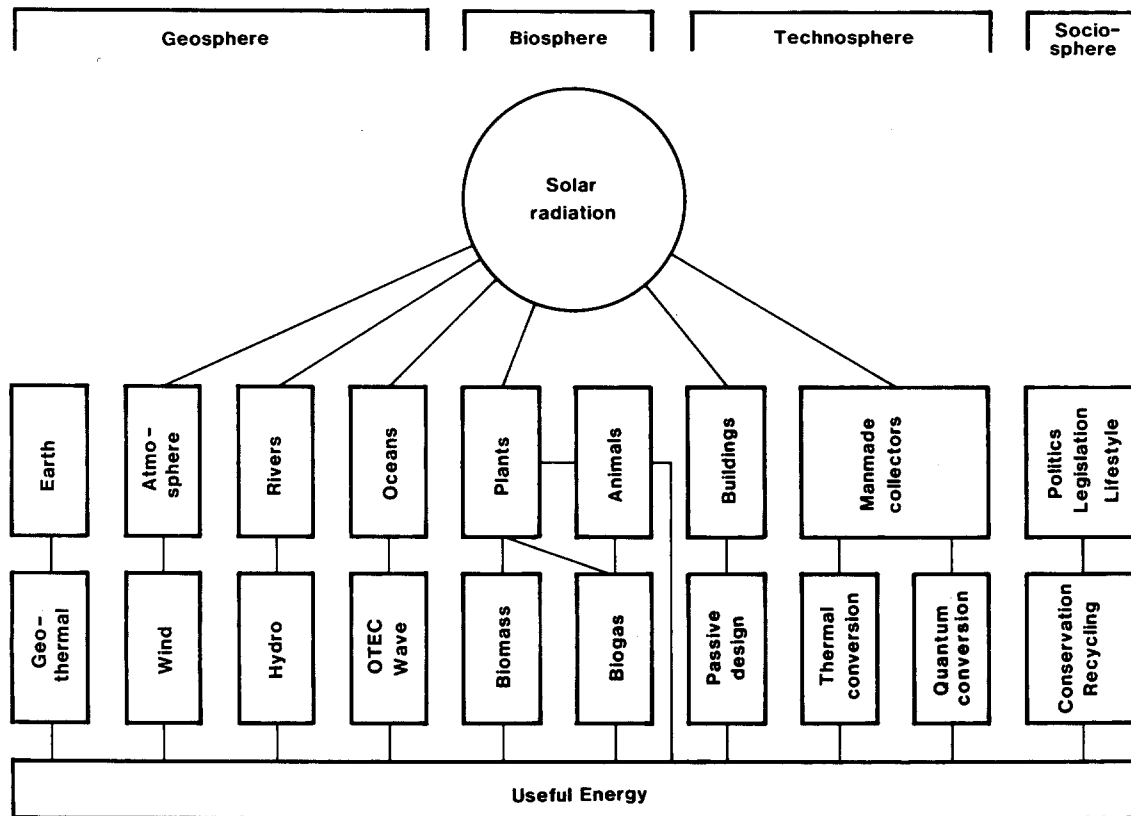 Geosphere
Biosphere
Technosphere
Socio-
sphere
Solar
radiation
Earth
Atmo-
sphere
Rivers
Oceans
Plants
Animals
Buildings
Manmade
collectors
Politics
Legislation
Lifestyle
Geo-
thermal
Wind
Hydro
OTEC
Wave
Biomass
Biogas
Passive
design
Thermal
conversion
Quantum
conversion
Conservation
Recycling
Useful Energy